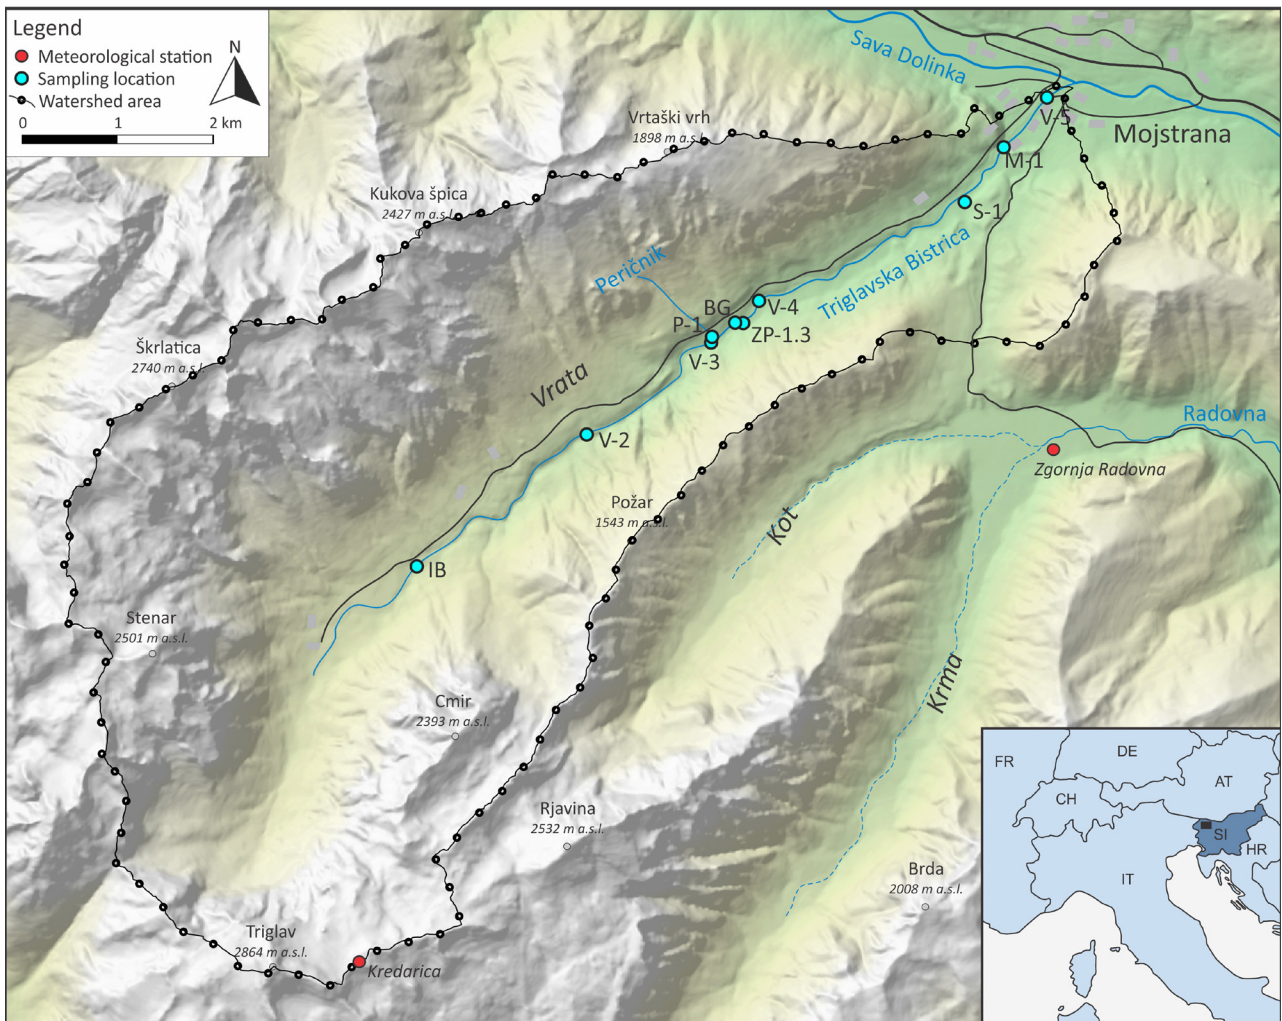 Legend
Meteorological station
Sampling location
Watershed area
N
0 1 2 km
Sava Dolinka
V-5
Mojstrana
Vrtaški vrh
1898 m a.s.l.
M-1
Kukova špica
2427 m a.s.l.
S-1
Peričnik
Triglavska Bistrica
BG
V-4
P-1
ZP-1.3
V-3
Škrlatica
2740 m a.s.l.
Vrata
Radovna
V-2
Zgornja Radovna
Požar
1543 m a.s.l.
Kot
IB
Stenar
2501 m a.s.l.
Krma
Cmir
2393 m a.s.l.
Rjavina
2532 m a.s.l.
Brda
2008 m a.s.l.
Triglav
2864 m a.s.l.
Kredarica
FR
DE
AT
CH
SI
HR
IT